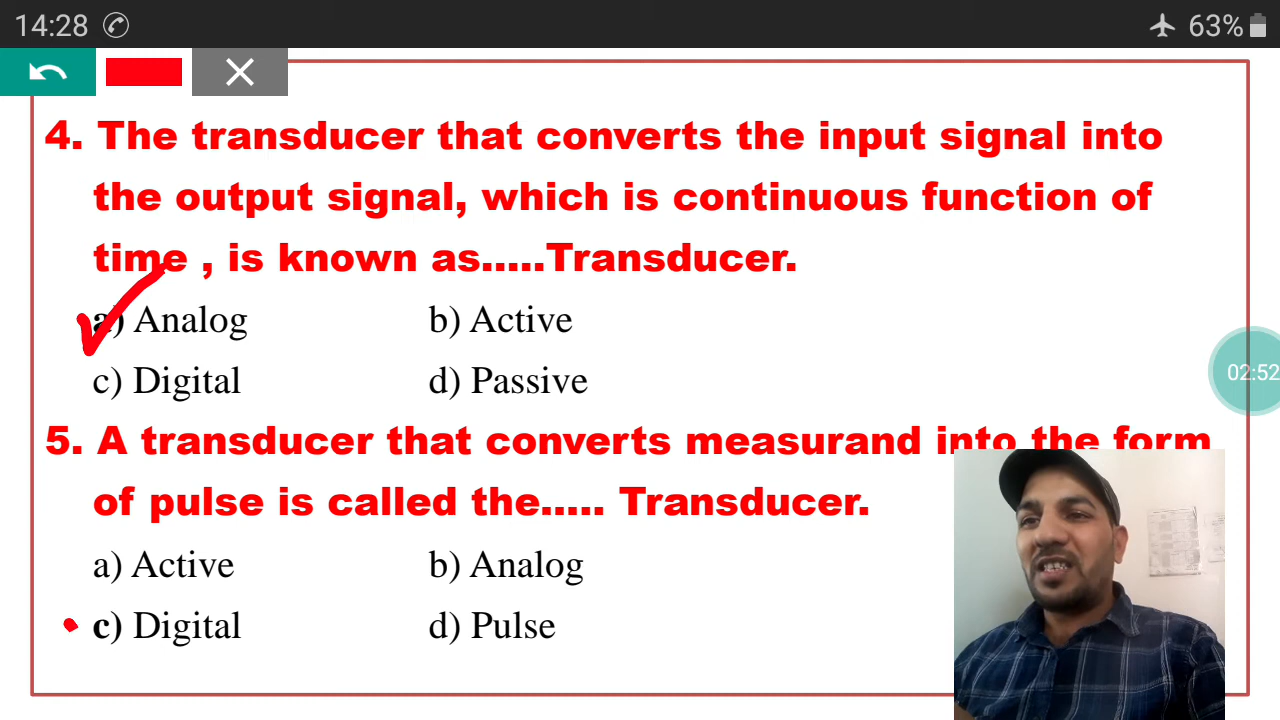 14:28
63%
4. The transducer that converts the input signal into
the output signal, which is continuous function of
time , is known as.....Transducer.
a) Analog b) Active
c) Digital d) Passive
02:52
5. A transducer that converts measurand into the form
of pulse is called the..... Transducer.
a) Active b) Analog
c) Digital d) Pulse